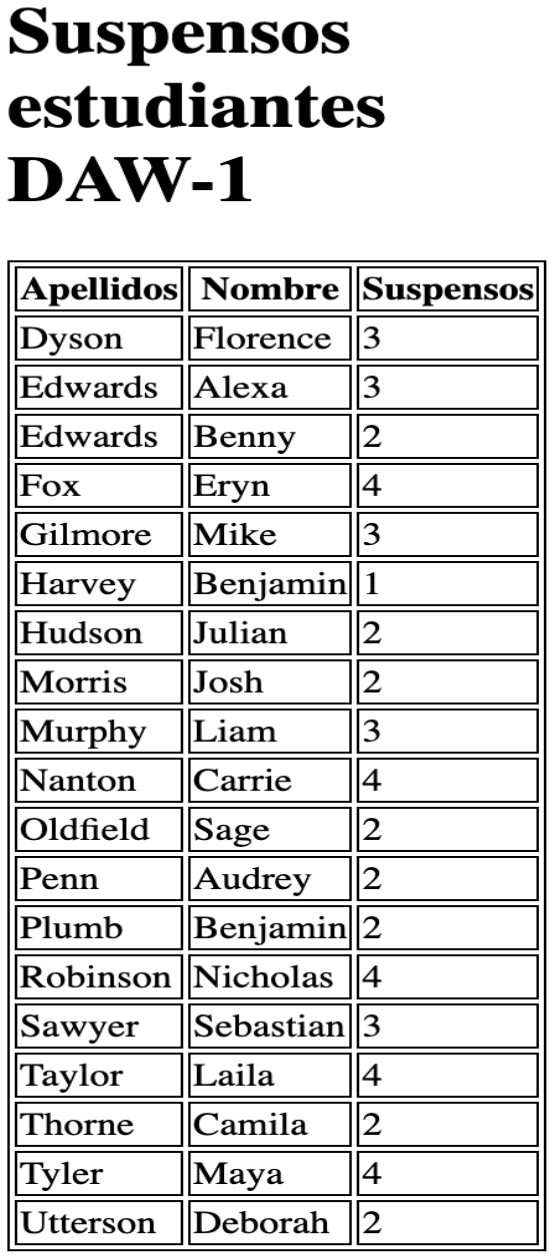 Suspensos
estudiantes
DAW-1
Apellidos Nombre Suspensos
Dyson Florence 3
Edwards Alexa 3
Edwards Benny 2
Fox Eryn 4
Gilmore Mike 3
Harvey Benjamin 1
Hudson Julian 2
Morris Josh 2
Murphy Liam 3
Nanton Carrie 4
Oldfield Sage 2
Penn Audrey 2
Plumb Benjamin 2
Robinson Nicholas 4
Sawyer Sebastian 3
Taylor Laila 4
Thorne Camila 2
Tyler Maya 4
Utterson Deborah 2